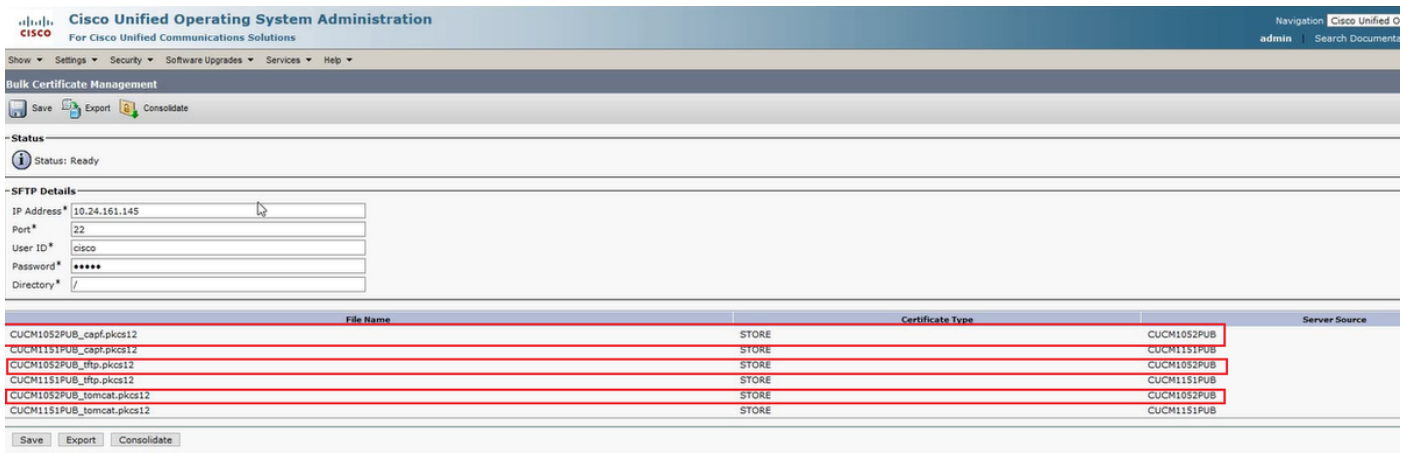 Cisco Unified Operating System Administration
Navigation Cisco Unified O
CISCO For Cisco Unified Communications Solutions
admin | Search Documenta
Show Settings Security Software Upgrades Services Help
Bulk Certificate Management
Save Export Consolidate
Status
Status: Ready
SFTP Details
IP Address* 10.24.161.145
Port* 22
User ID* cisco
Password* •••••
Directory* /
File Name Certificate Type Server Source
CUCM1052PUB_capf.pkcs12 STORE CUCM1052PUB
CUCM1151PUB_capf.pkcs12 STORE CUCM1151PUB
CUCM1052PUB_tftp.pkcs12 STORE CUCM1052PUB
CUCM1151PUB_tftp.pkcs12 STORE CUCM1151PUB
CUCM1052PUB_tomcat.pkcs12 STORE CUCM1052PUB
CUCM1151PUB_tomcat.pkcs12 STORE CUCM1151PUB
Save Export Consolidate